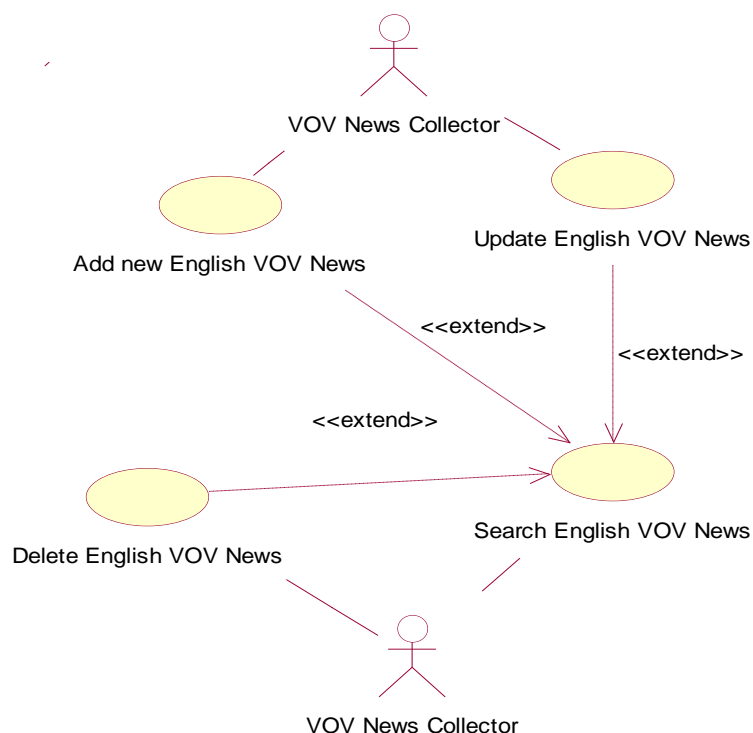 VOV News Collector
Update English VOV News
Add new English VOV News
<<extend>>
<<extend>>
<<extend>>
Search English VOV News
Delete English VOV News
VOV News Collector